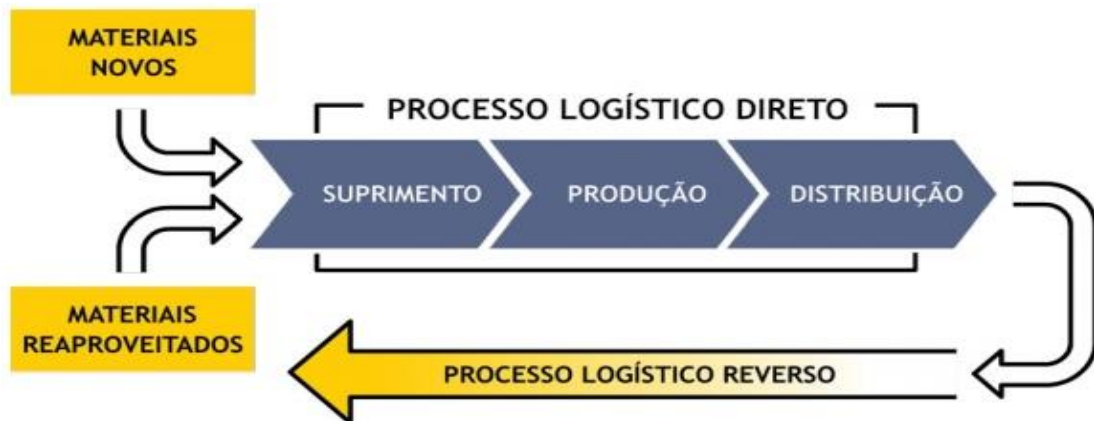 MATERIAIS
NOVOS
PROCESSO LOGÍSTICO DIRETO
SUPRIMENTO
PRODUÇÃO
DISTRIBUIÇÃO
MATERIAIS
REAPROVEITADOS
PROCESSO LOGÍSTICO REVERSO